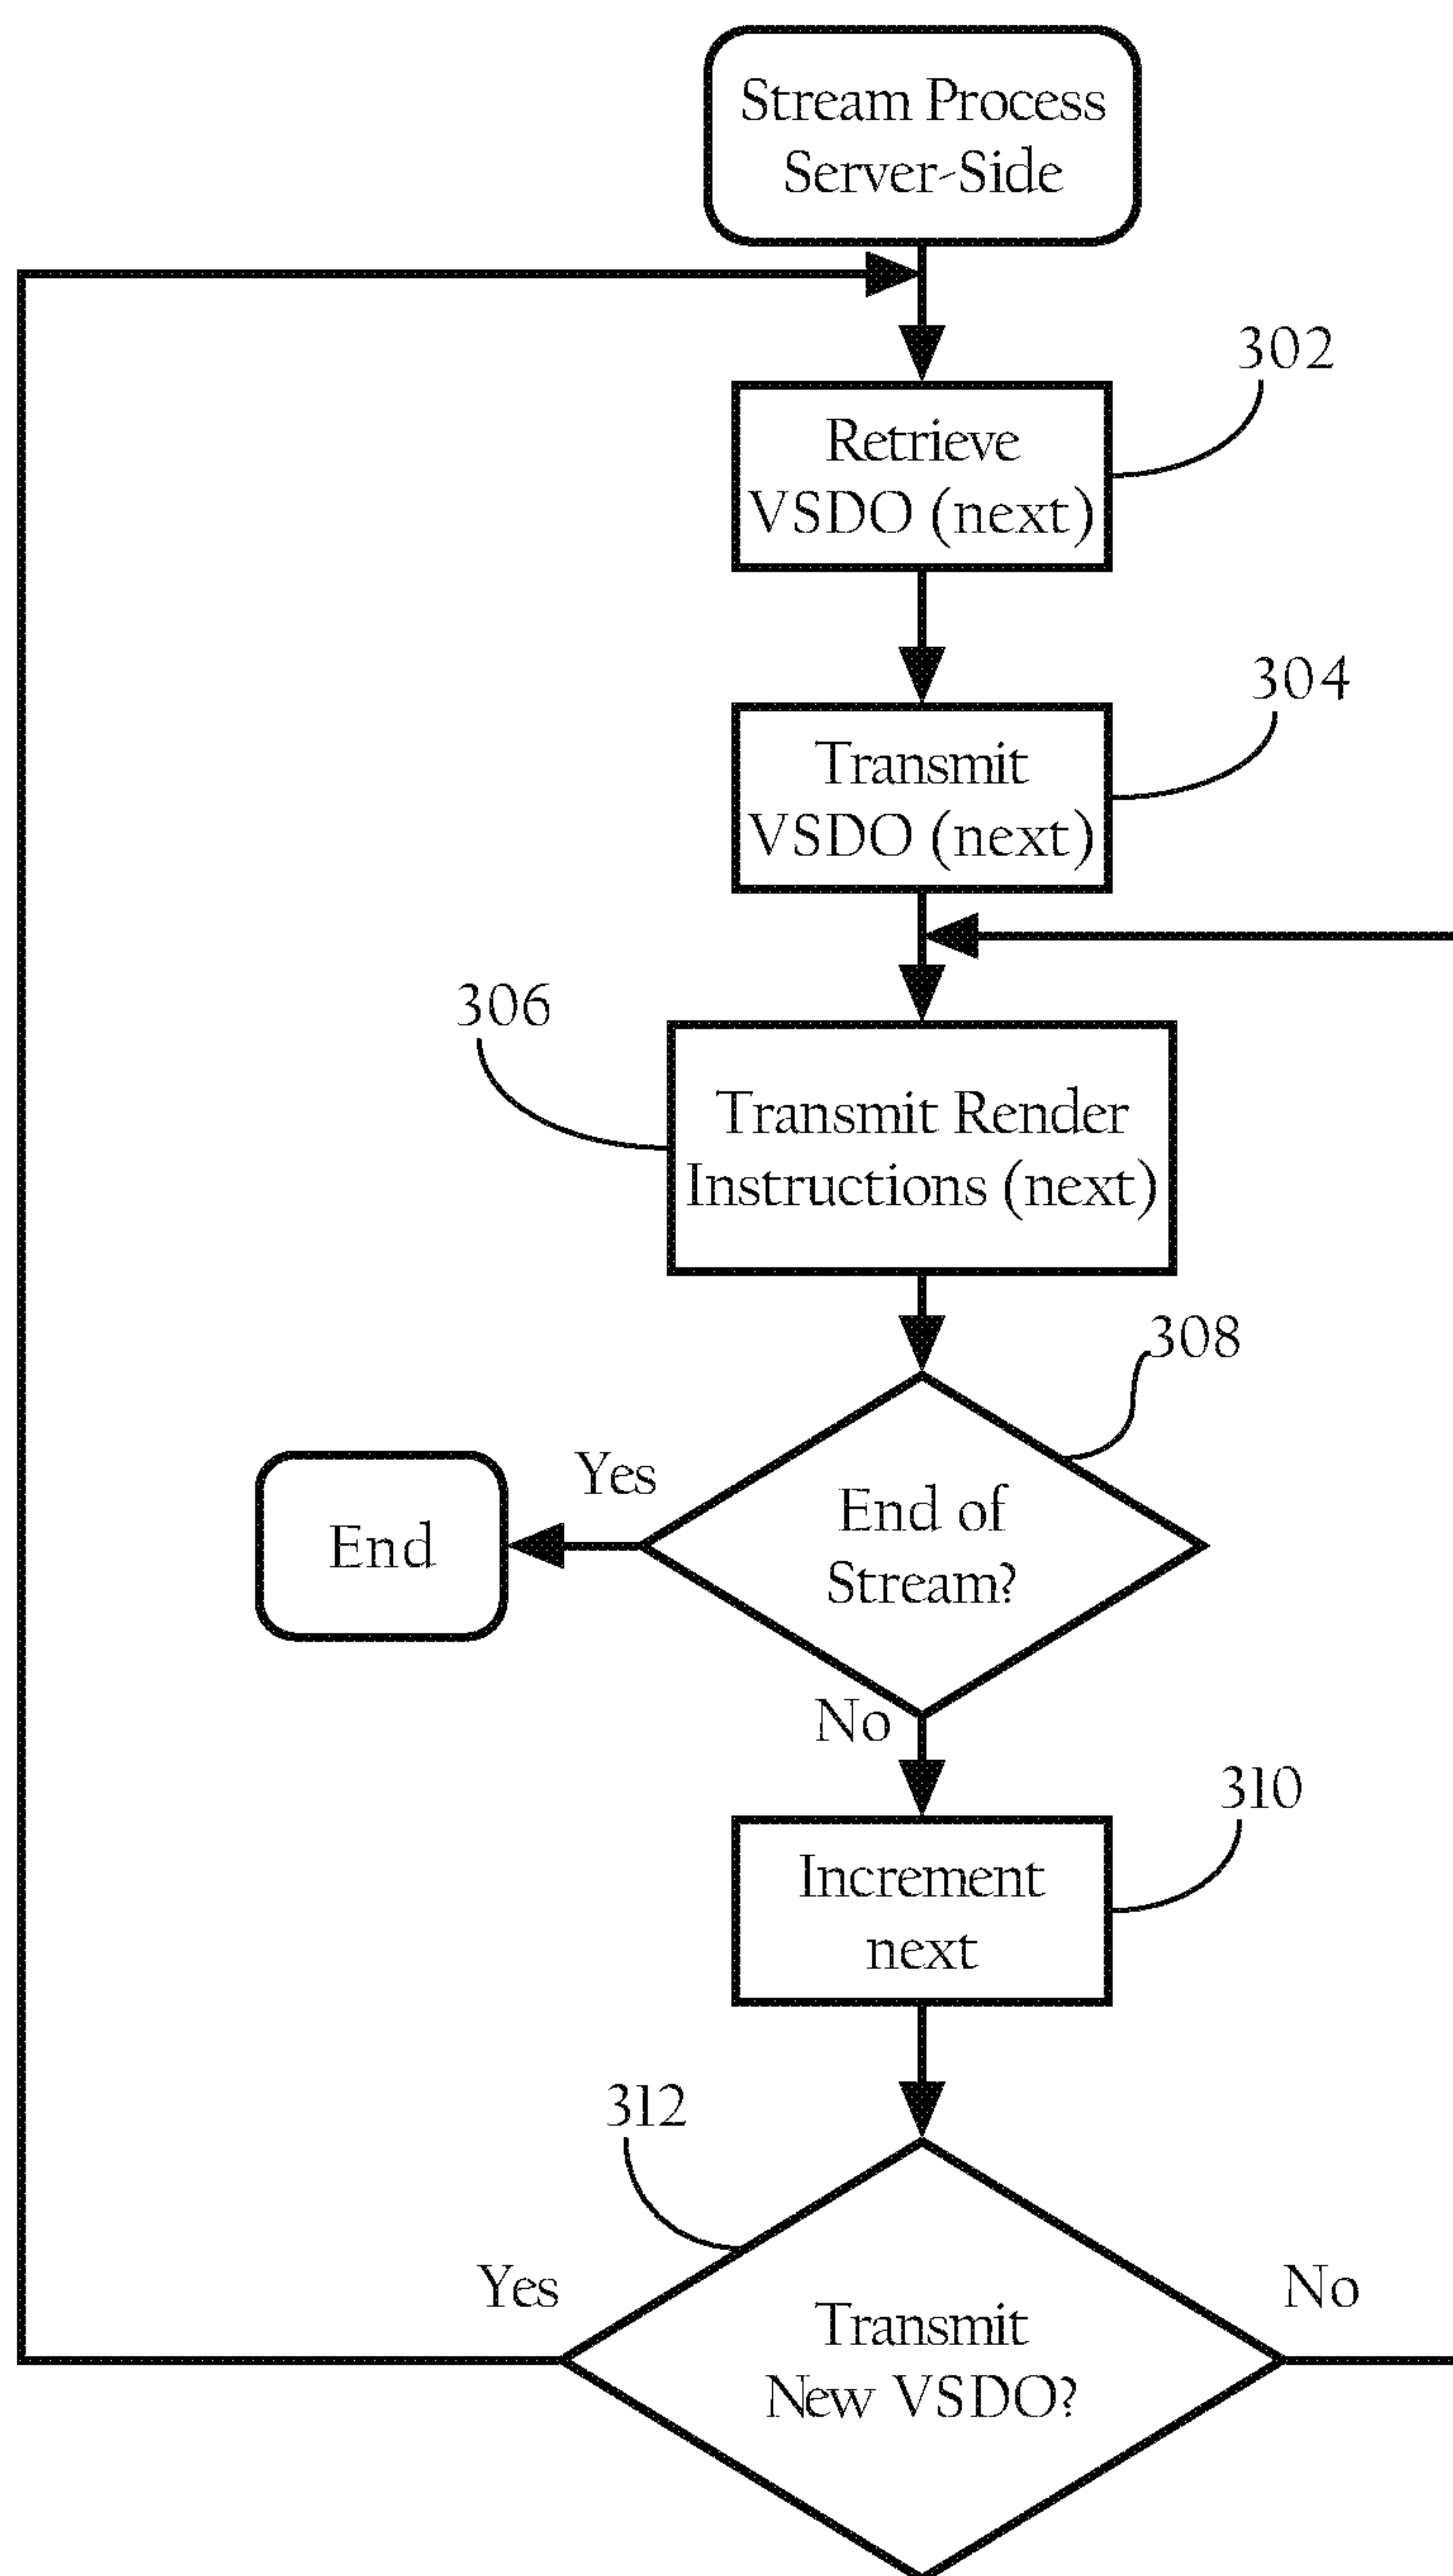 Stream Process
Server-Side
302
Retrieve
VSDO (next)
304
Transmit
VSDO (next)
306
Transmit Render
Instructions (next)
308
Yes
End of
Stream?
End
No
310
Increment
next
312
Yes
No
Transmit
New VSDO?